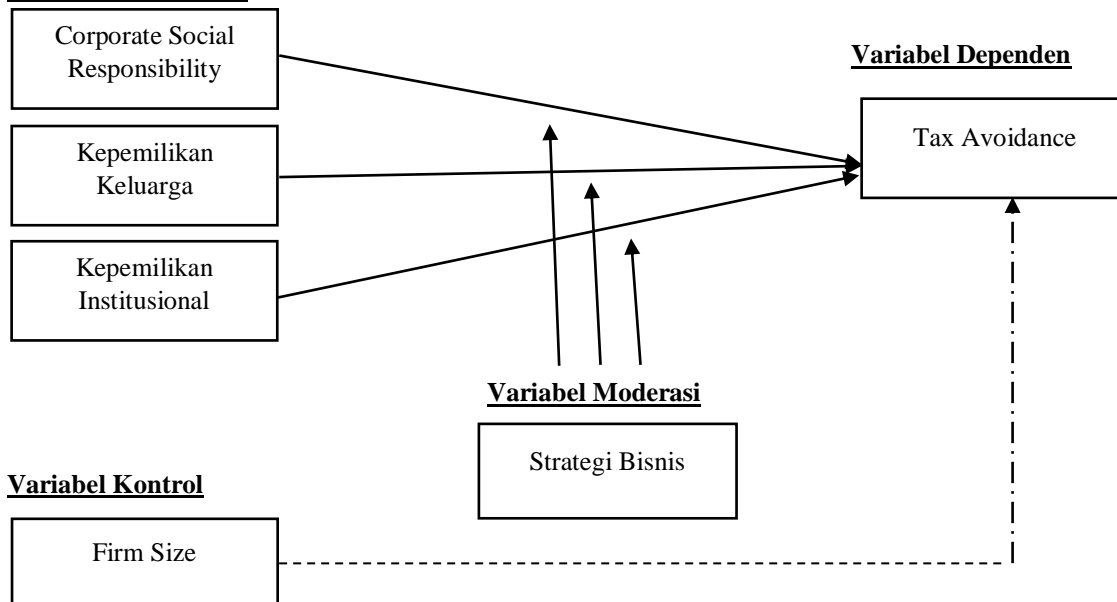 Corporate Social
Responsibility
Variabel Dependen
Tax Avoidance
Kepemilikan
Keluarga
Kepemilikan
Institusional
Variabel Moderasi
Strategi Bisnis
Variabel Kontrol
Firm Size